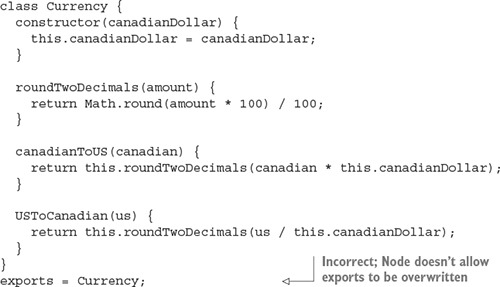 class Currency {
constructor(canadianDollar) {
this.canadianDollar = canadianDollar;
}
roundTwoDecimals(amount) {
return Math.round(amount * 100) / 100;
}
canadianToUS(canadian) {
return this.roundTwoDecimals(canadian * this.canadianDollar);
}
USToCanadian(us) {
return this.roundTwoDecimals(us / this.canadianDollar);
}
}
exports = Currency;
Incorrect; Node doesn't allow
exports to be overwritten